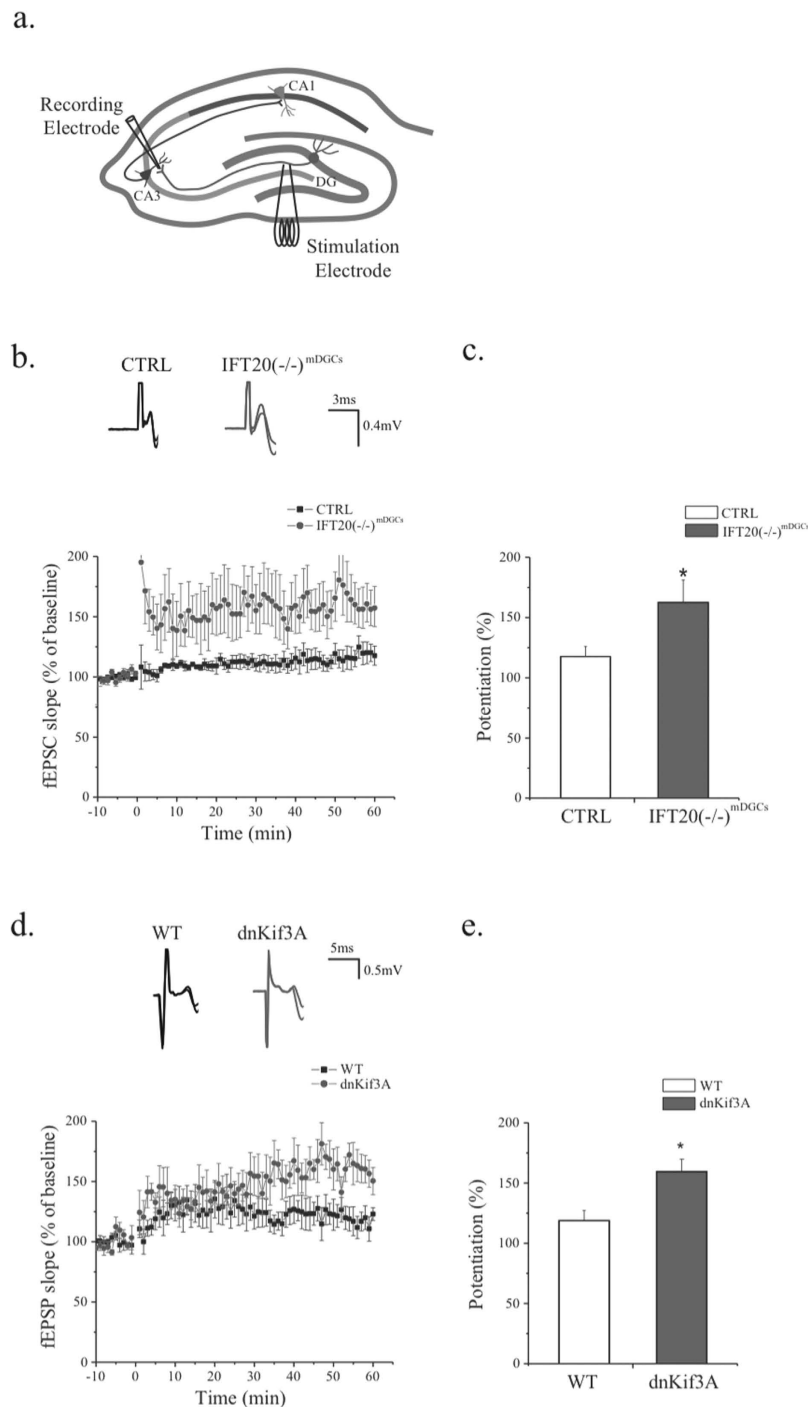 a.
CA1
Recording
Electrode
CA3
DG
Stimulation
Electrode
b.
CTRL
IFT20(-/-)mDGCs
3ms
0.4mV
CTRL
IFT20(-/-)mDGCs
200
150
100
50
0
fEPSC slope (% of baseline)
-10 0 10 20 30 40 50 60
Time (min)
c.
CTRL
IFT20(-/-)mDGCs
200
150
100
50
0
Potentiation (%)
*
CTRL
IFT20(-/-)mDGCs
d.
WT
dnKif3A
5ms
0.5mV
WT
dnKif3A
200
150
100
50
0
fEPSP slope (% of baseline)
-10 0 10 20 30 40 50 60
Time (min)
e.
WT
dnKif3A
200
150
100
50
0
Potentiation (%)
*
WT
dnKif3A